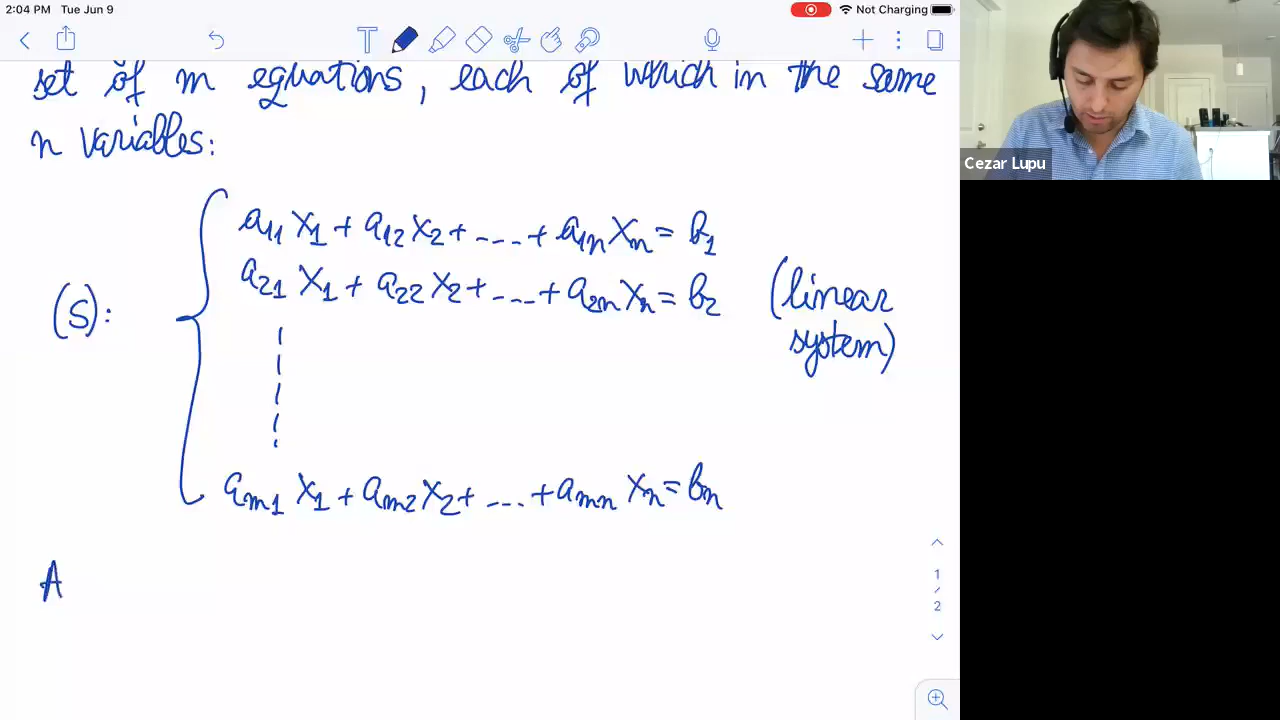 2:04 PM Tue Jun 9
Not Charging
set of m equations, each of which in the same
n variables:
a11 x1 + a12 x2 + ---- + a1n xn = b1
a21 x1 + a22 x2 + ---- + a2n xn = b2
(S):
(linear
system)
am1 x1 + am2 x2 + ---- + amn xn = bm
A
1
/
2
Cezar Lupu